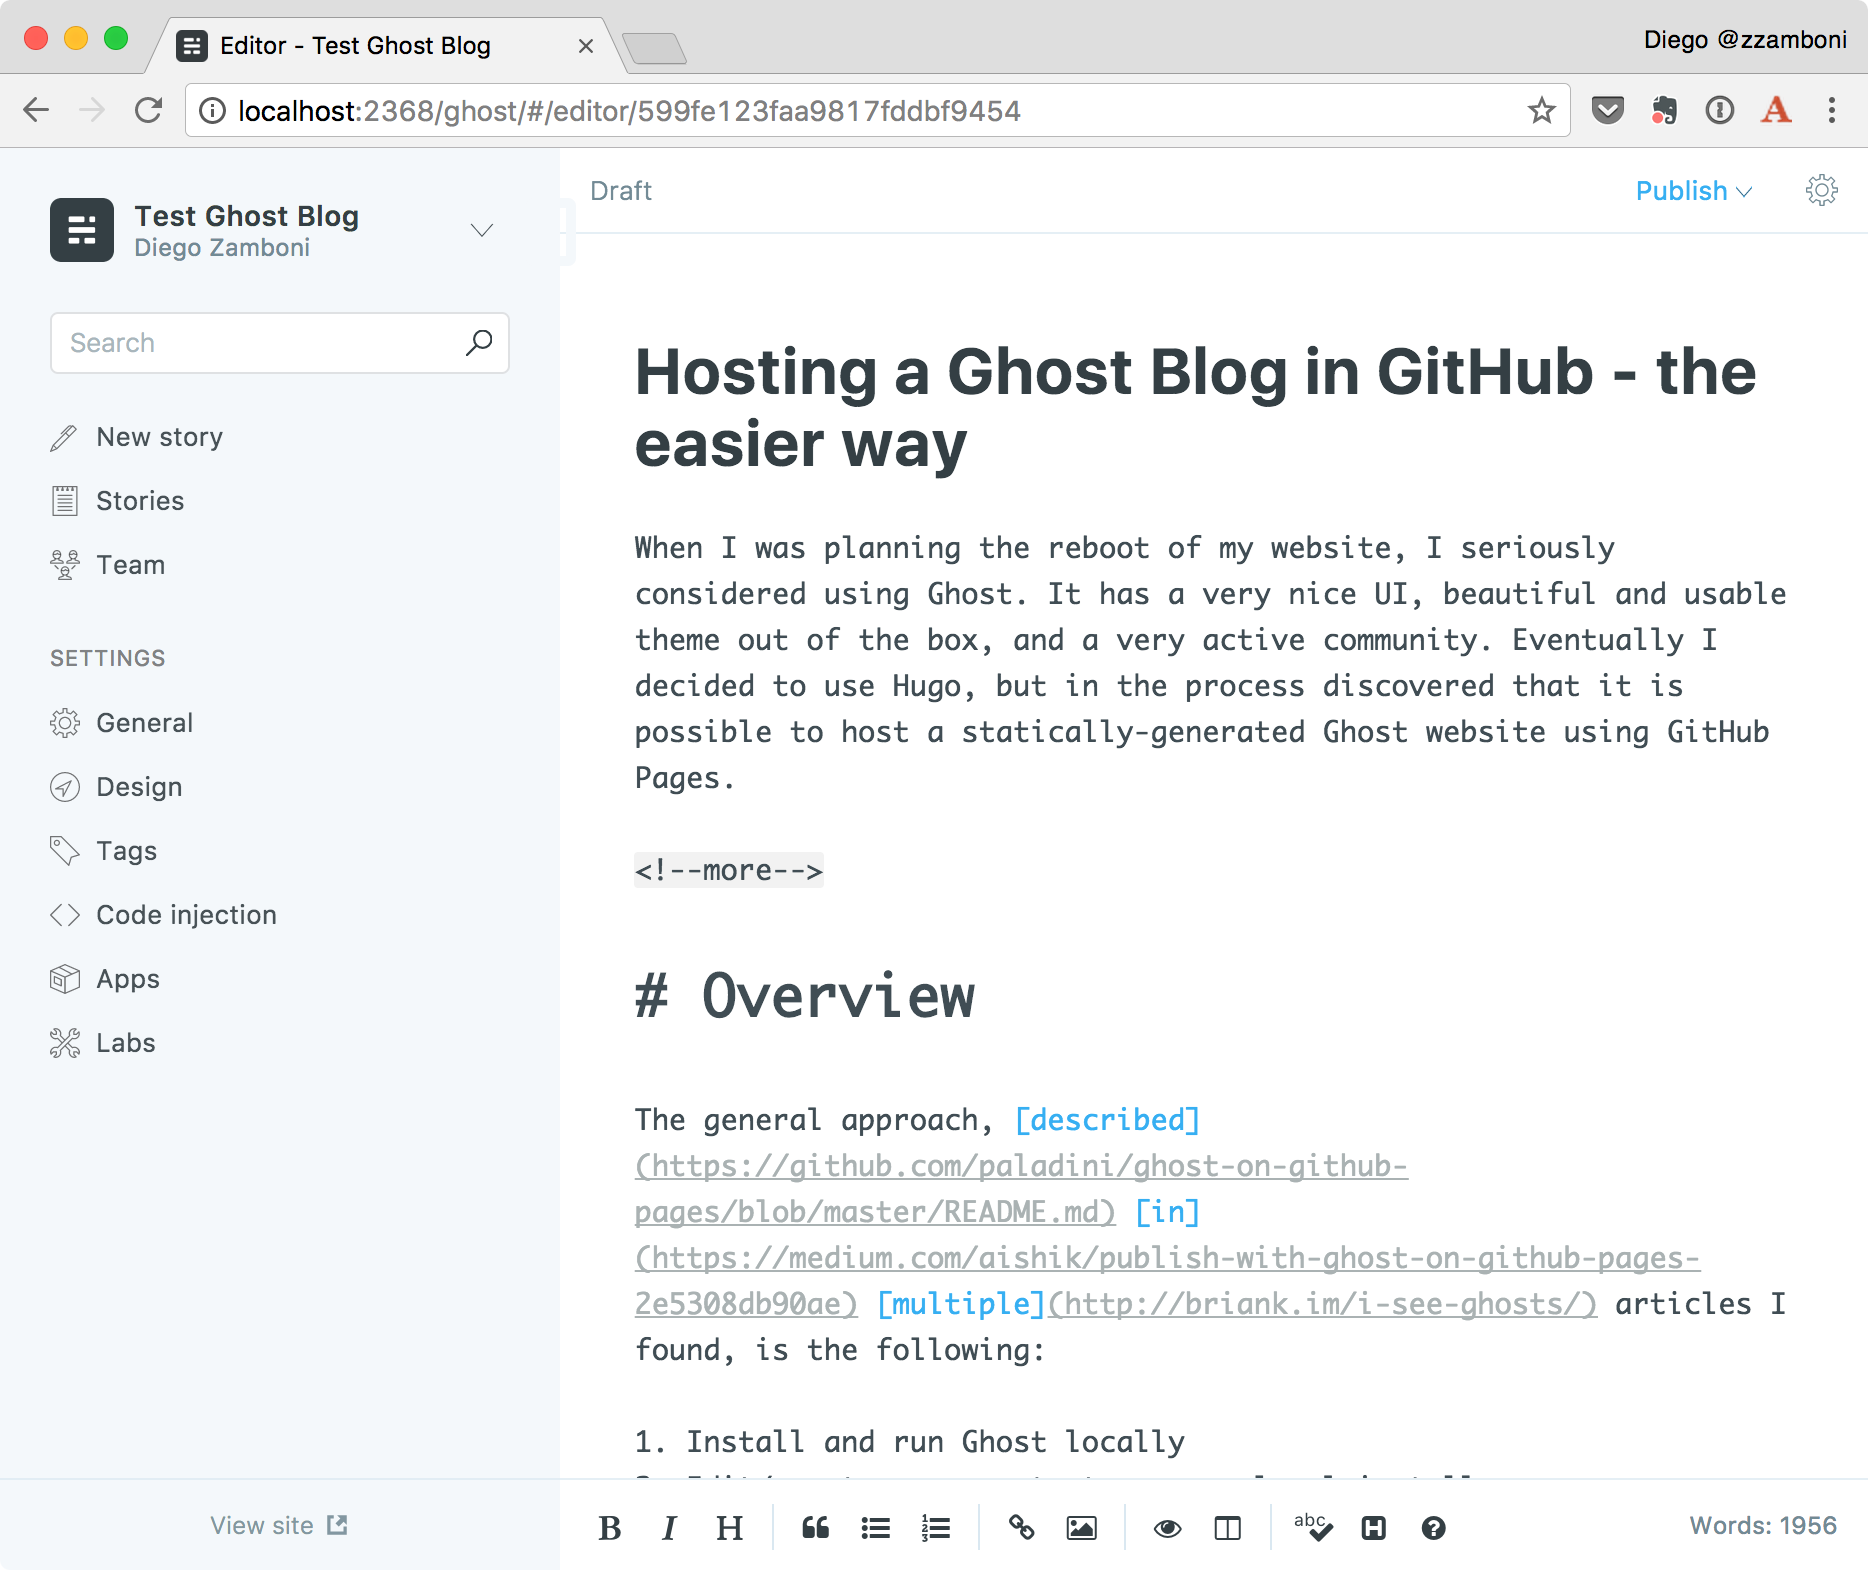 Editor - Test Ghost Blog
Diego @zzamboni
localhost:2368/ghost/#/editor/599fe123faa9817fddbf9454
Test Ghost Blog
Diego Zamboni
Search
New story
Stories
Team
SETTINGS
General
Design
Tags
Code injection
Apps
Labs
View site
Draft
Publish
Hosting a Ghost Blog in GitHub - the
easier way
When I was planning the reboot of my website, I seriously
considered using Ghost. It has a very nice UI, beautiful and usable
theme out of the box, and a very active community. Eventually I
decided to use Hugo, but in the process discovered that it is
possible to host a statically-generated Ghost website using GitHub
Pages.
<!--more-->
# Overview
The general approach, [described]
(https://github.com/paladini/ghost-on-github-
pages/blob/master/README.md) [in]
(https://medium.com/aishik/publish-with-ghost-on-github-pages-
2e5308db90ae) [multiple](http://briank.im/i-see-ghosts/) articles I
found, is the following:
1. Install and run Ghost locally
B I H
abc
Words: 1956